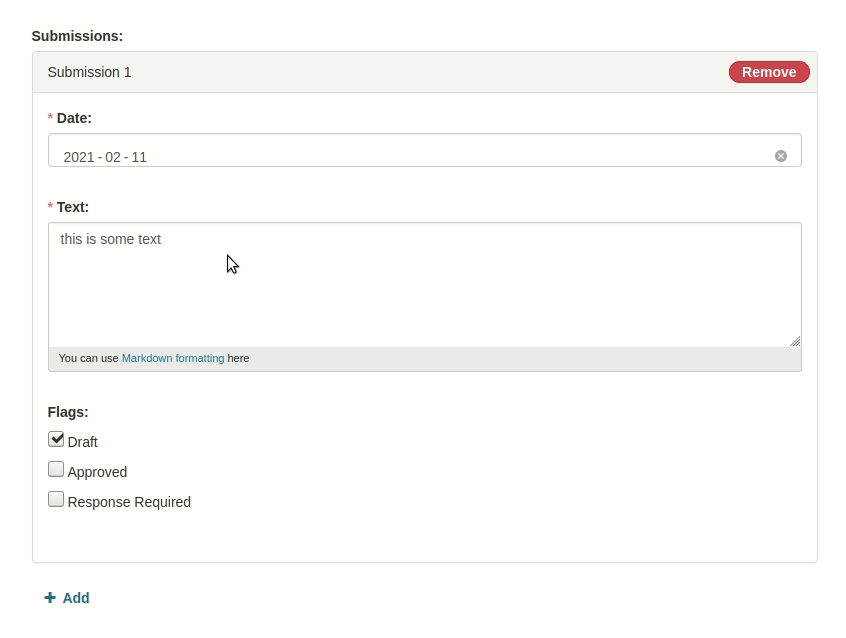 Submissions:
Submission 1
Remove
* Date:
2021 - 02 - 11
* Text:
this is some text
You can use Markdown formatting here
Flags:
Draft
Approved
Response Required
+ Add